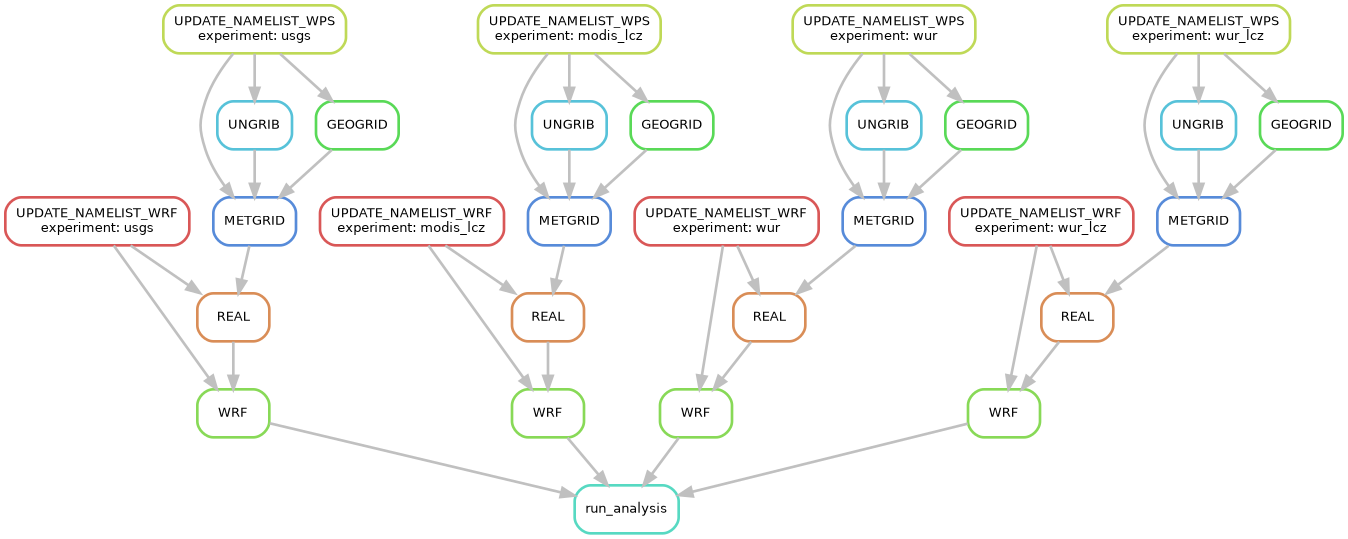 UPDATE_NAMELIST_WPS
experiment: usgs
UPDATE_NAMELIST_WPS
experiment: modis_lcz
UPDATE_NAMELIST_WPS
experiment: wur
UPDATE_NAMELIST_WPS
experiment: wur_lcz
UNGRIB
GEOGRID
UNGRIB
GEOGRID
UNGRIB
GEOGRID
UNGRIB
GEOGRID
UPDATE_NAMELIST_WRF
experiment: usgs
METGRID
UPDATE_NAMELIST_WRF
experiment: modis_lcz
METGRID
UPDATE_NAMELIST_WRF
experiment: wur
METGRID
UPDATE_NAMELIST_WRF
experiment: wur_lcz
METGRID
REAL
REAL
REAL
REAL
WRF
WRF
WRF
WRF
run_analysis